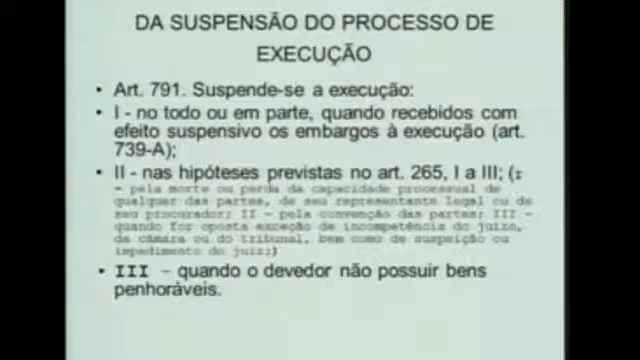 DA SUSPENSÃO DO PROCESSO DE
EXECUÇÃO
• Art. 791. Suspende-se a execução:
• I - no todo ou em parte, quando recebidos com
efeito suspensivo os embargos à execução (art.
739-A);
• II - nas hipóteses previstas no art. 265, I a III; (I
- pela morte ou perda da capacidade processual de
qualquer das partes, de seu representante legal ou de
seu procurador; II - pela convenção das partes; III -
quando for oposta exceção de incompetência do juízo,
da câmara ou do tribunal, bem como de suspeição ou
impedimento do juiz;)
• III - quando o devedor não possuir bens
penhoráveis.